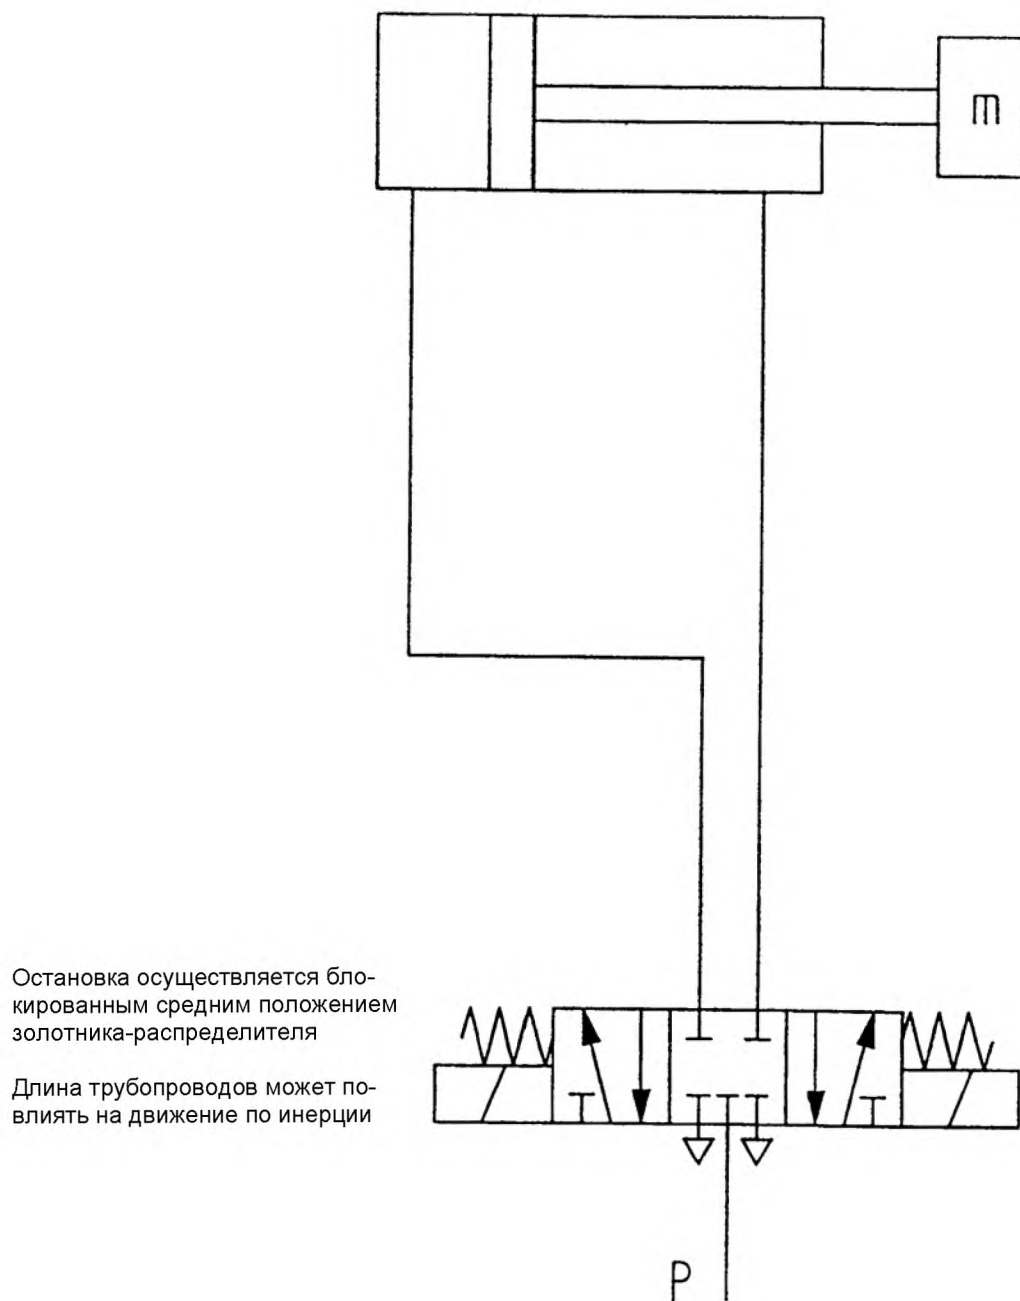 m
Остановка осуществляется бло-
кированным средним положением
золотника-распределителя
Длина трубопроводов может по-
влиять на движение по инерции
P